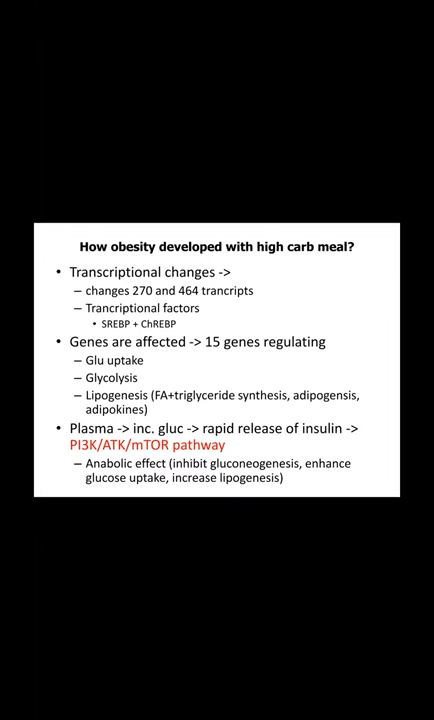 How obesity developed with high carb meal?
• Transcriptional changes ->
– changes 270 and 464 trancripts
– Trancriptional factors
• SREBP + ChREBP
• Genes are affected -> 15 genes regulating
– Glu uptake
– Glycolysis
– Lipogenesis (FA+triglyceride synthesis, adipogensis,
adipokines)
• Plasma -> inc. gluc -> rapid release of insulin ->
PI3K/ATK/mTOR pathway
– Anabolic effect (inhibit gluconeogenesis, enhance
glucose uptake, increase lipogenesis)